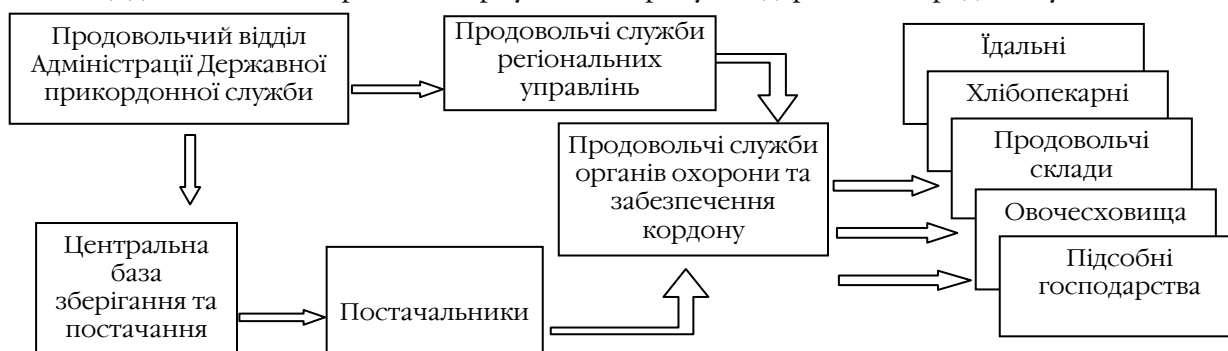 Продовольчий відділ
Адміністрації Державної
прикордонної служби
Продовольчі служби
регіональних
управлінь
Продовольчі служби
органів охорони та
забезпечення
кордону
Центральна
база
зберігання та
постачання
Постачальники
Їдальні
Хлібопекарні
Продовольчі
склади
Овочесховища
Підсобні
господарства